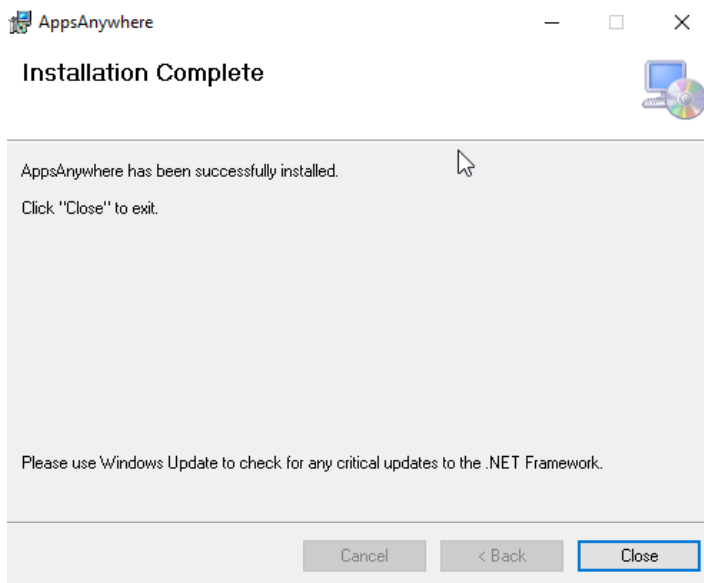 AppsAnywhere
Installation Complete
AppsAnywhere has been successfully installed.
Click "Close" to exit.
Please use Windows Update to check for any critical updates to the .NET Framework.
Cancel
< Back
Close